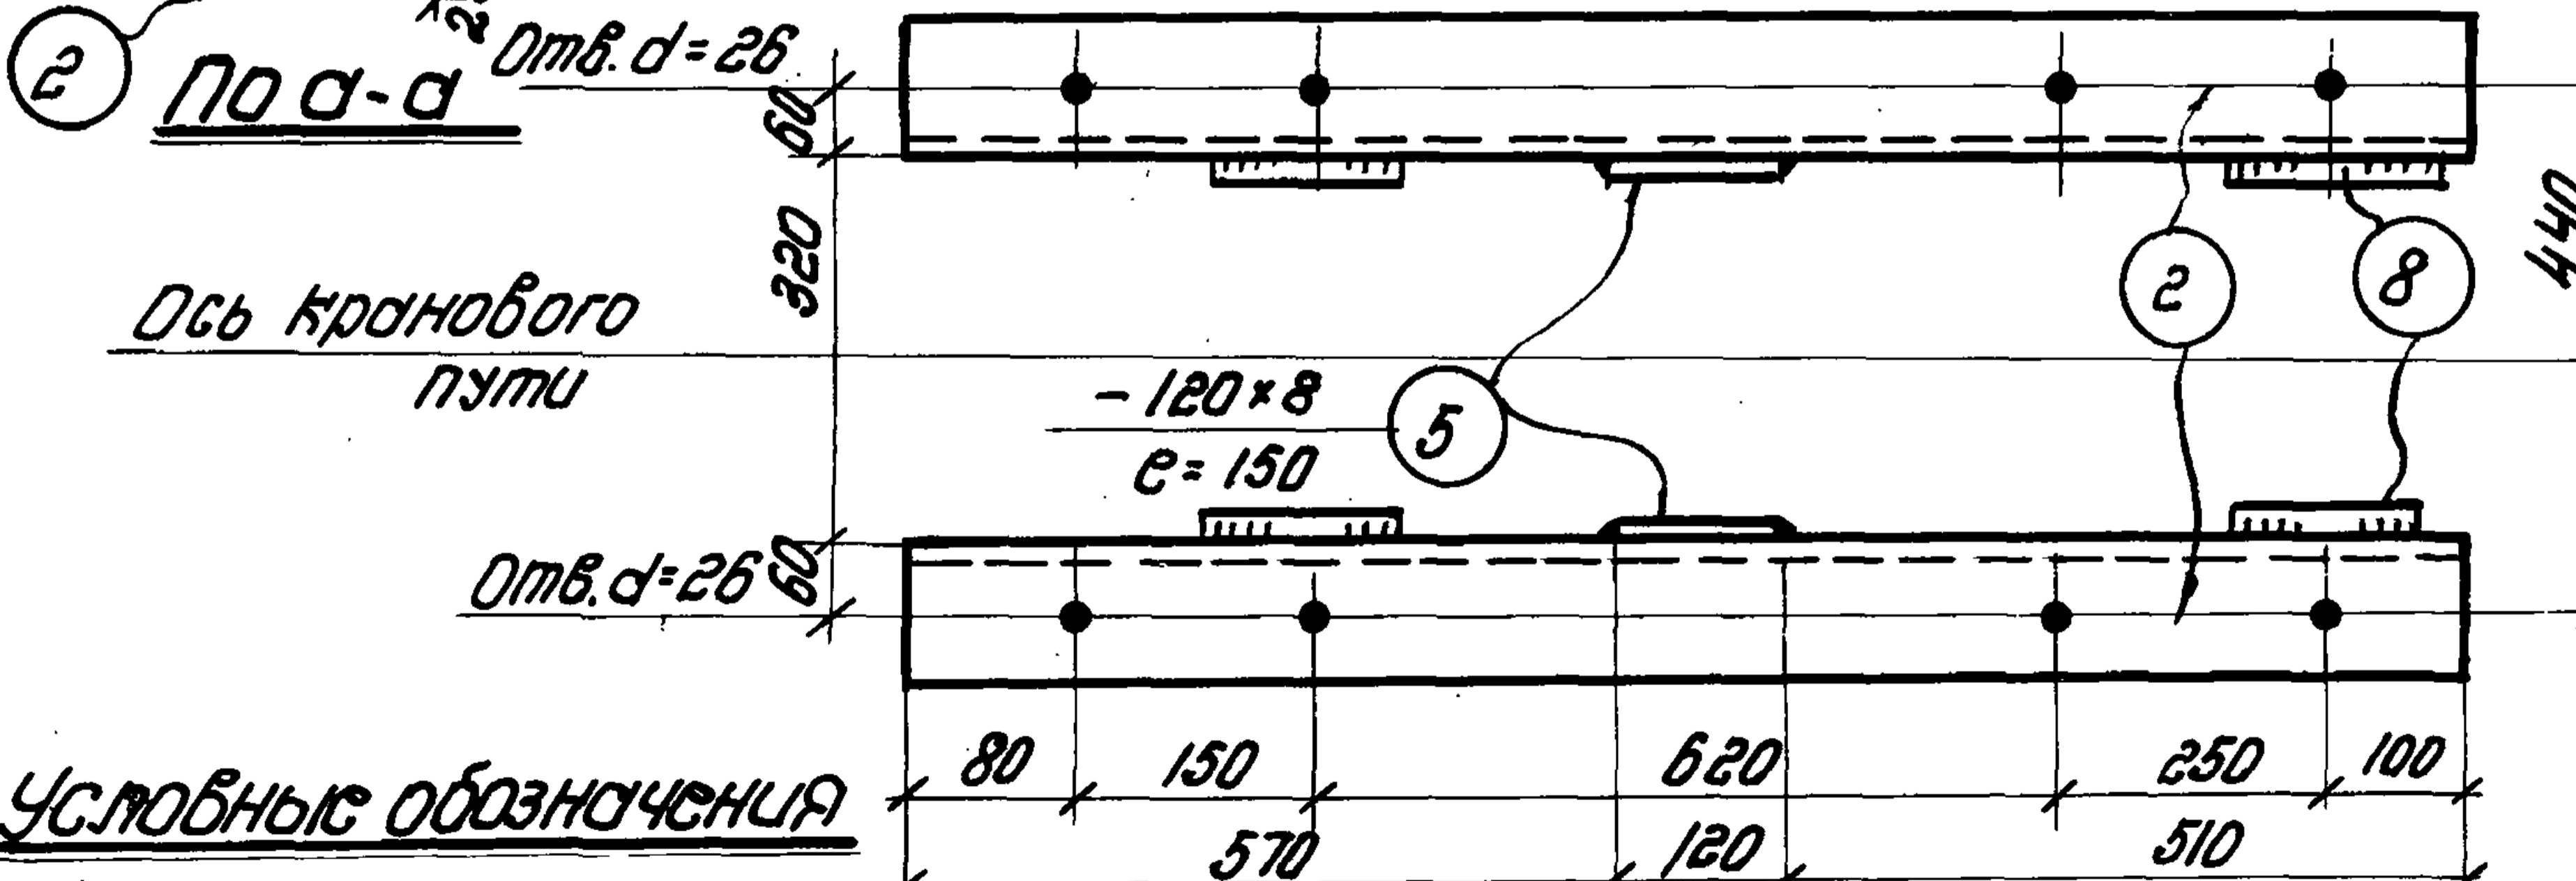 2
По а-а
Отв. d=26
60
320
440
Ось кранового
пути
2
8
-120×8
5
е=150
Отв. d=26
60
80 150 620 250 100
Условные обозначения
570 120 510